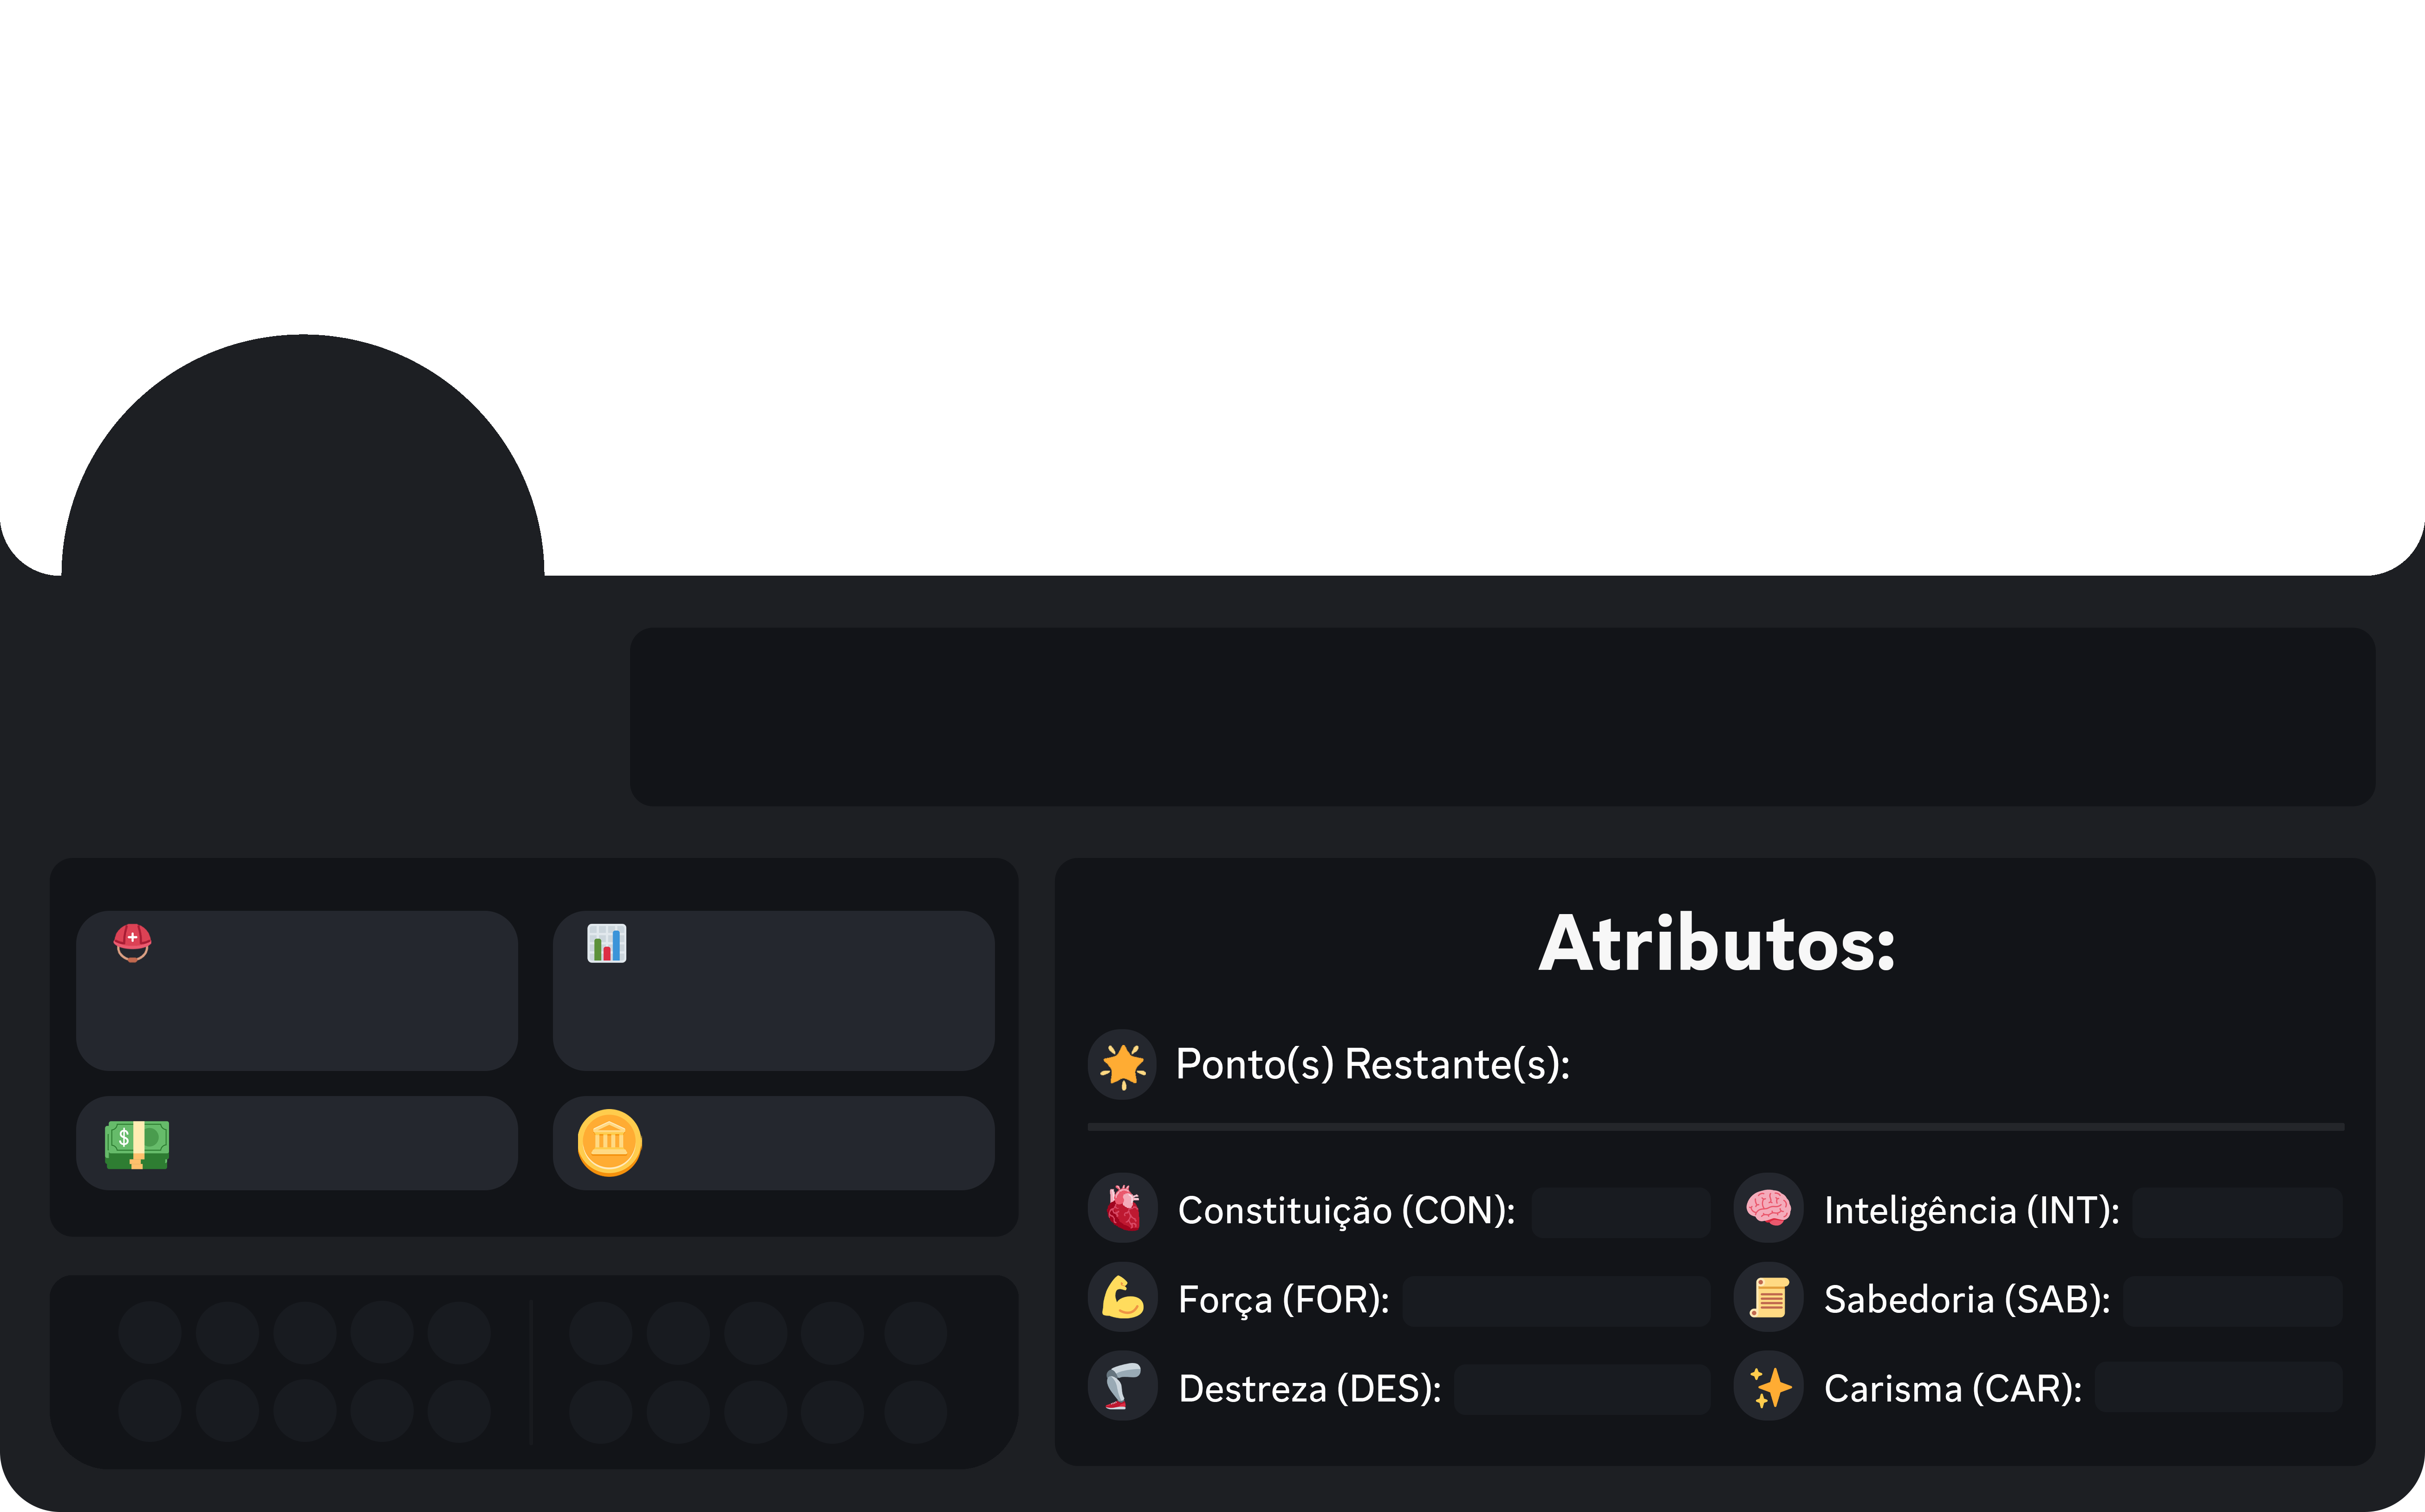 Atributos:
Ponto(s) Restante(s):
Constituição (CON):
Inteligência (INT):
Força (FOR):
Sabedoria (SAB):
Destreza (DES):
Carisma (CAR):